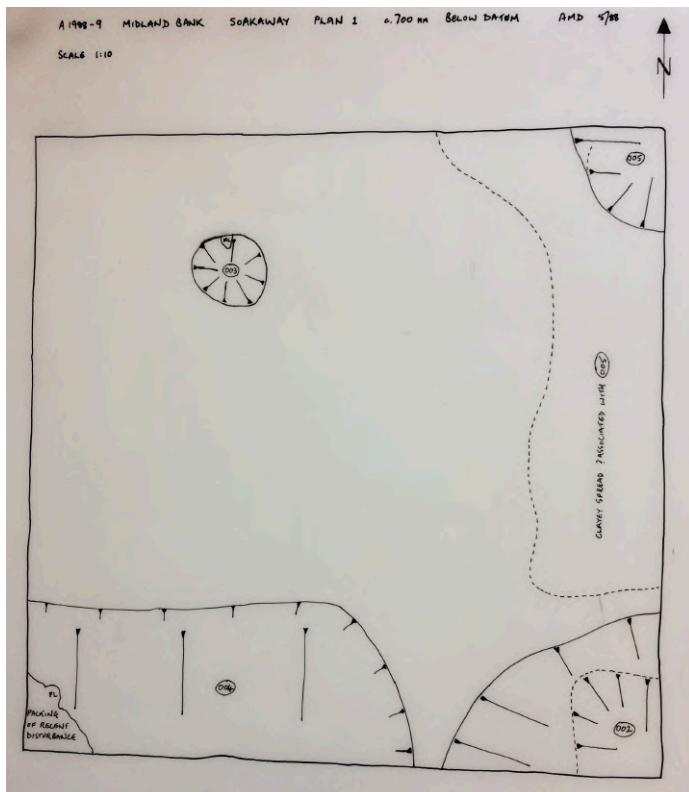 A 1988-9 MIDLAND BANK SOAKAWAY PLAN 1 c.700 mm BELOW DATUM AMD 5/88
SCALE 1:10
N
005
003
CLAYEY SPREAD ? ASSOCIATED WITH 005
004
PL
PACKING
OF RECENT
DISTURBANCE
002